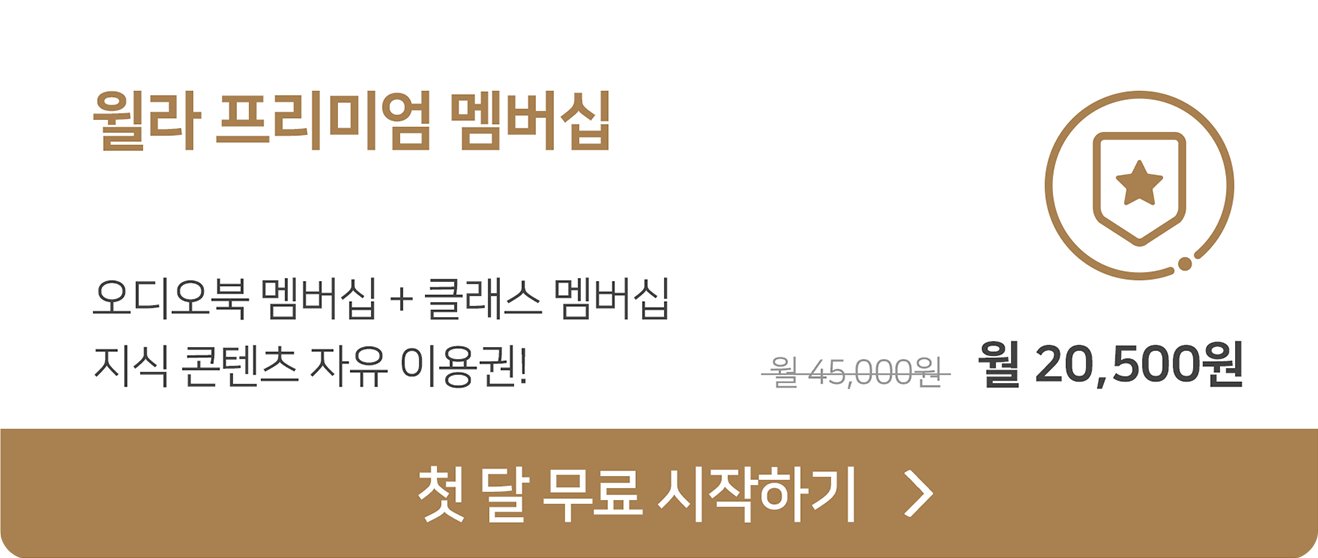 윌라 프리미엄 멤버십
오디오북 멤버십 + 클래스 멤버십
지식 콘텐츠 자유 이용권!
월 45,000원 월 20,500원
첫 달 무료 시작하기 >